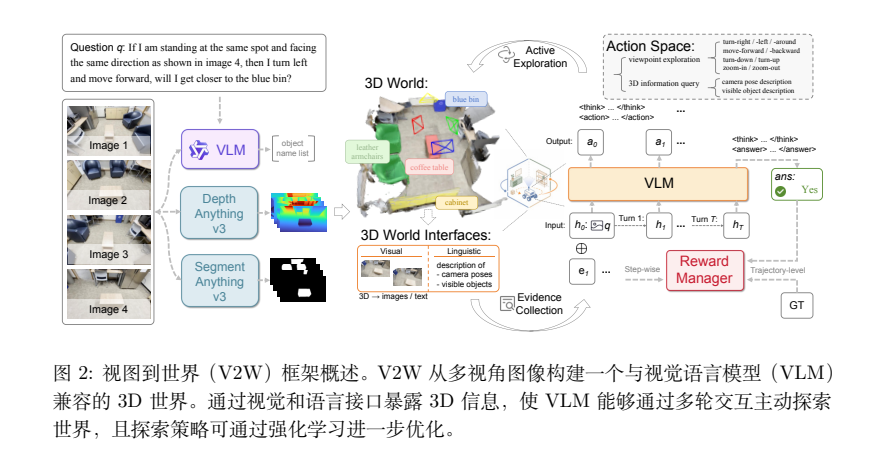 Question q: If I am standing at the same spot and facing
the same direction as shown in image 4, then I turn left
and move forward, will I get closer to the blue bin?
Image 1
Image 2
Image 3
Image 4
VLM
object
name list
Depth
Anything
v3
Segment
Anything
v3
3D World:
blue bin
leather
armchairs
coffee table
cabinet
3D World Interfaces:
Visual
Linguistic
description of
- camera poses
- visible objects
3D → images / text
Active
Exploration
Evidence
Collection
Action Space:
viewpoint exploration
turn-right / -left / -around
move-forward / -backward
turn-down / turn-up
zoom-in / zoom-out
3D information query
camera pose description
visible object description
<think> ... </think>
<action> ... </action>
...
Output:
a0
a1
...
<think> ... </think>
<answer> ... </answer>
VLM
ans:
Yes
Input:
h0: q
Turn 1:
h1
...
Turn T:
hT
⊕
e1
...
Step-wise
Reward
Manager
Trajectory-level
GT
图 2: 视图到世界（V2W）框架概述。V2W 从多视角图像构建一个与视觉语言模型（VLM）
兼容的 3D 世界。通过视觉和语言接口暴露 3D 信息，使 VLM 能够通过多轮交互主动探索
世界，且探索策略可通过强化学习进一步优化。